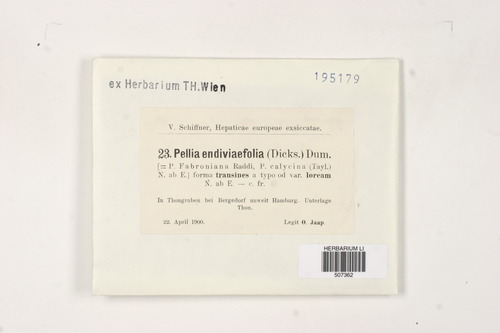 ex Herbarium TH.Wien
195179
V. Schiffner, Hepaticae europeae exsiccatae.
23. Pellia endiviaefolia (Dicks.) Dum.
[= P. Fabroniana Raddi, P. calycina (Tayl.)
N. ab E.] forma transiens a typo od var. loream
N. ab E. — c. fr.
In Thongruben bei Bergedorf unweit Hamburg. Unterlage
Thon.
22. April 1900. Legit O. Jaap.
HERBARIUM LI
507362